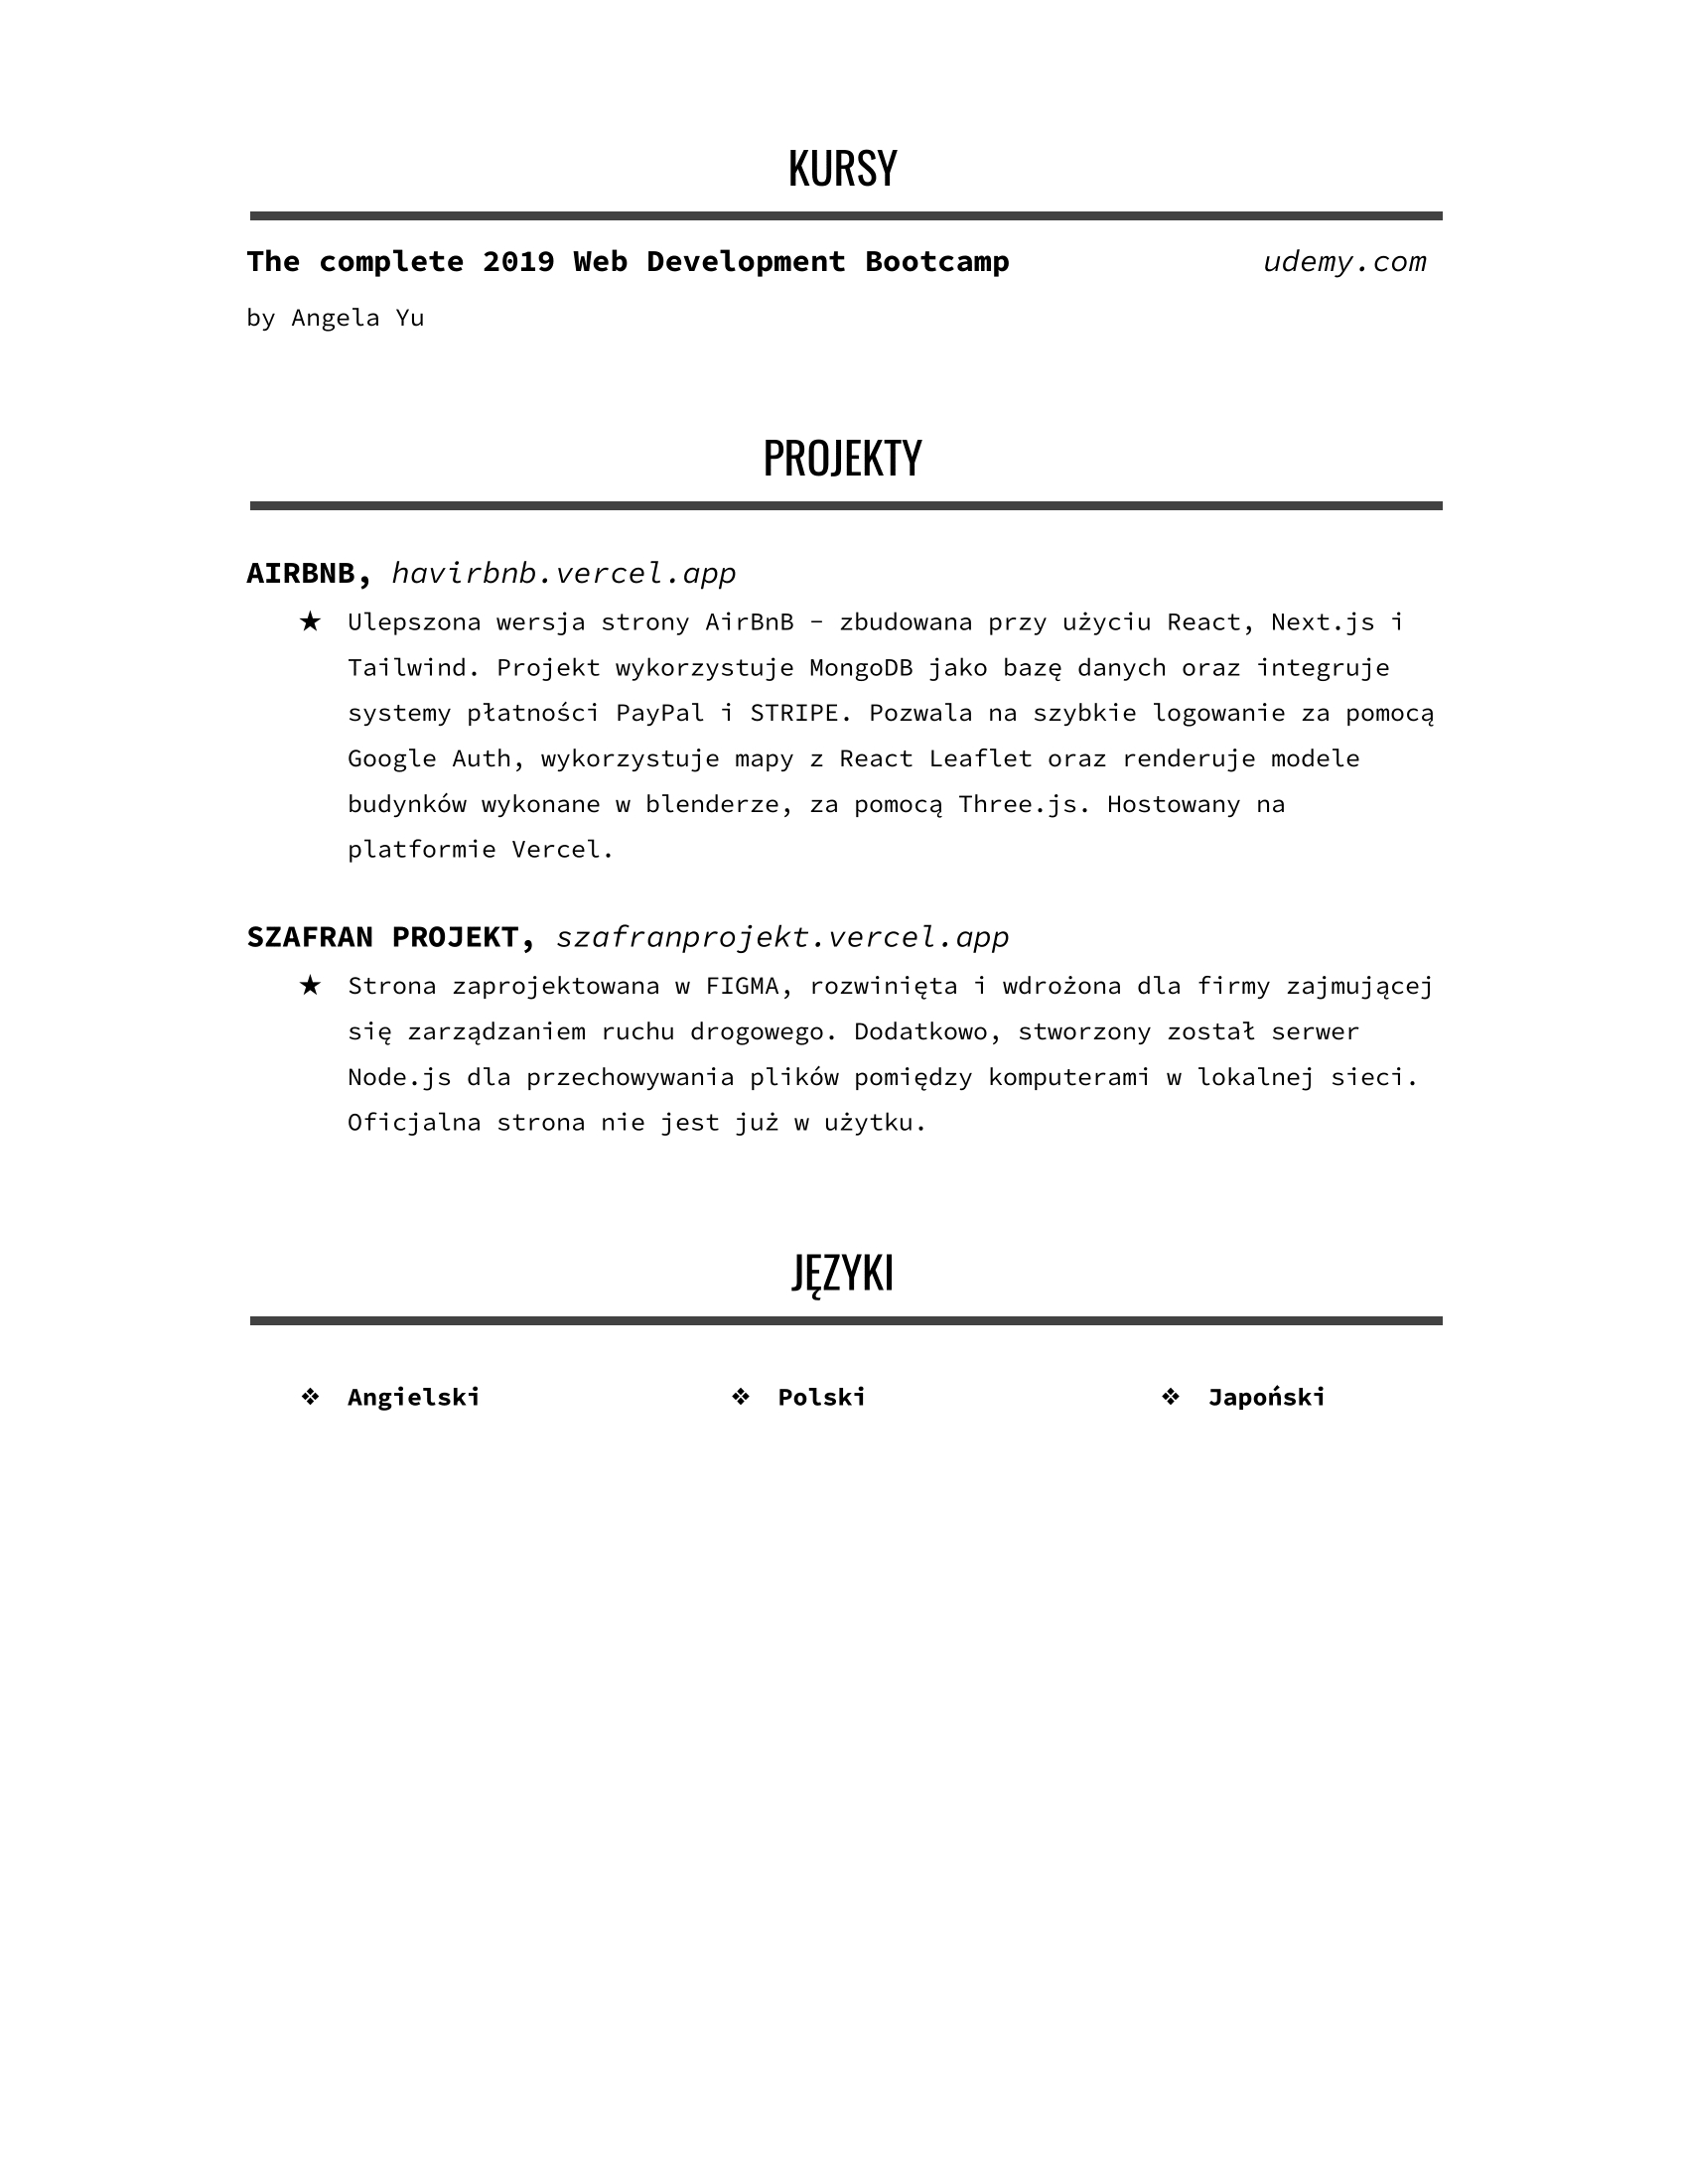 KURSY
The complete 2019 Web Development Bootcamp udemy.com
by Angela Yu
PROJEKTY
AIRBNB, havirbnb.vercel.app
★ Ulepszona wersja strony AirBnB - zbudowana przy użyciu React, Next.js i
Tailwind. Projekt wykorzystuje MongoDB jako bazę danych oraz integruje
systemy płatności PayPal i STRIPE. Pozwala na szybkie logowanie za pomocą
Google Auth, wykorzystuje mapy z React Leaflet oraz renderuje modele
budynków wykonane w blenderze, za pomocą Three.js. Hostowany na
platformie Vercel.
SZAFRAN PROJEKT, szafranprojekt.vercel.app
★ Strona zaprojektowana w FIGMA, rozwinięta i wdrożona dla firmy zajmującej
się zarządzaniem ruchu drogowego. Dodatkowo, stworzony został serwer
Node.js dla przechowywania plików pomiędzy komputerami w lokalnej sieci.
Oficjalna strona nie jest już w użytku.
JĘZYKI
❖ Angielski ❖ Polski ❖ Japoński